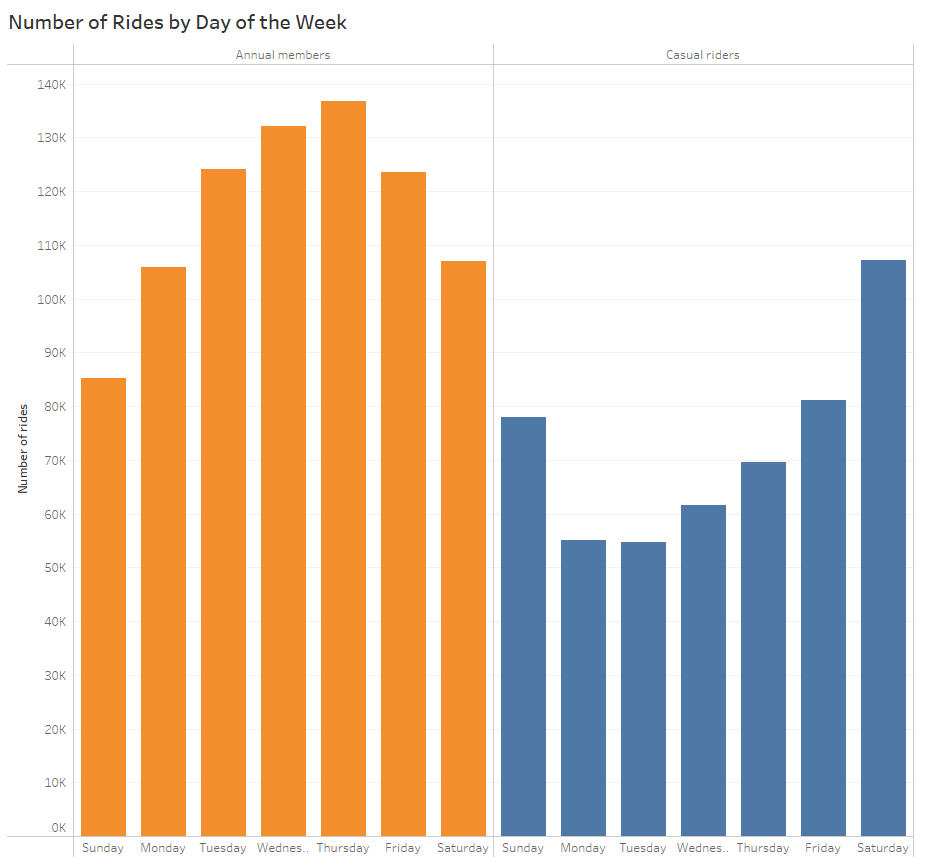 Number of Rides by Day of the Week
Annual members
Casual riders
Number of rides
140K
130K
120K
110K
100K
90K
80K
70K
60K
50K
40K
30K
20K
10K
0K
Sunday Monday Tuesday Wednes.. Thursday Friday Saturday Sunday Monday Tuesday Wednes.. Thursday Friday Saturday